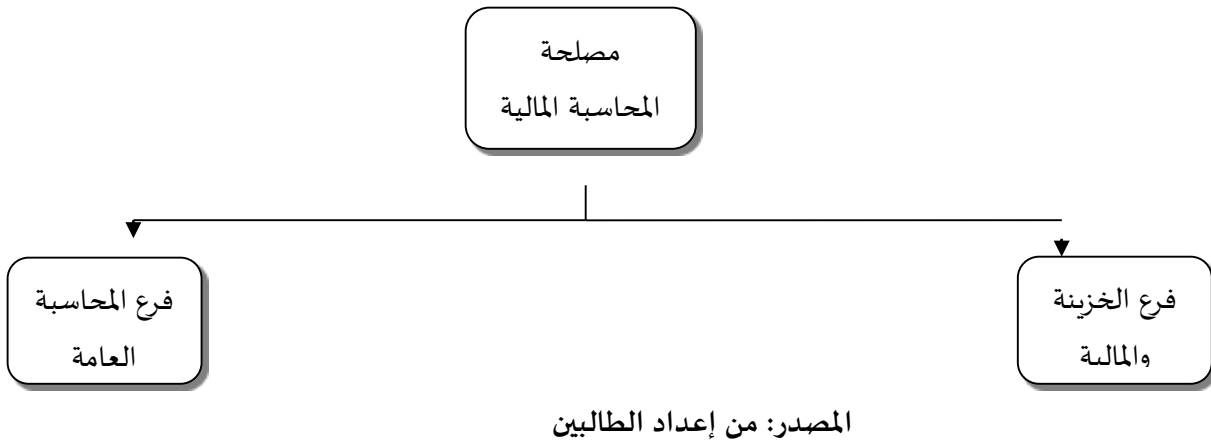 مصلحة
المحاسبة المالية
فرع الخزينة
والمالية
فرع المحاسبة
العامة
المصدر: من إعداد الطالبين